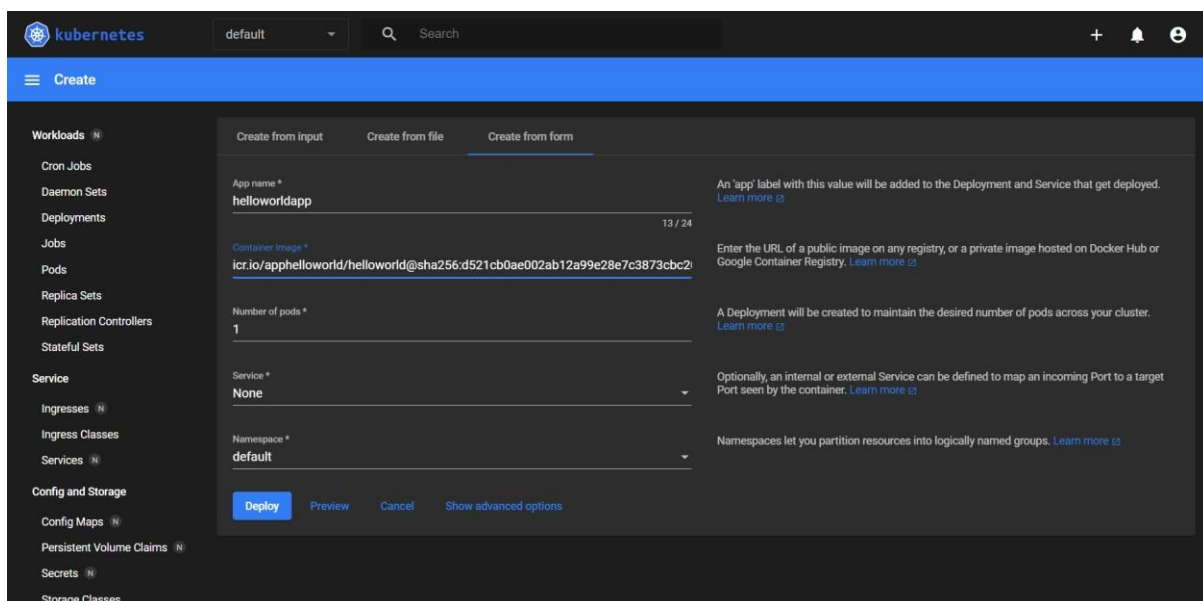 kubernetes
default
Search
Create
Workloads N
Cron Jobs
Daemon Sets
Deployments
Jobs
Pods
Replica Sets
Replication Controllers
Stateful Sets
Service
Ingresses N
Ingress Classes
Services N
Config and Storage
Config Maps N
Persistent Volume Claims N
Secrets N
Storage Classes
Create from input Create from file Create from form
App name *
helloworldapp
13 / 24
An 'app' label with this value will be added to the Deployment and Service that get deployed.
Learn more
Container image *
icr.io/apphelloworld/helloworld@sha256:d521cb0ae002ab12a99e28e7c3873cbc2
Enter the URL of a public image on any registry, or a private image hosted on Docker Hub or
Google Container Registry. Learn more
Number of pods *
1
A Deployment will be created to maintain the desired number of pods across your cluster.
Learn more
Service *
None
Optionally, an internal or external Service can be defined to map an incoming Port to a target
Port seen by the container. Learn more
Namespace *
default
Namespaces let you partition resources into logically named groups. Learn more
Deploy Preview Cancel Show advanced options